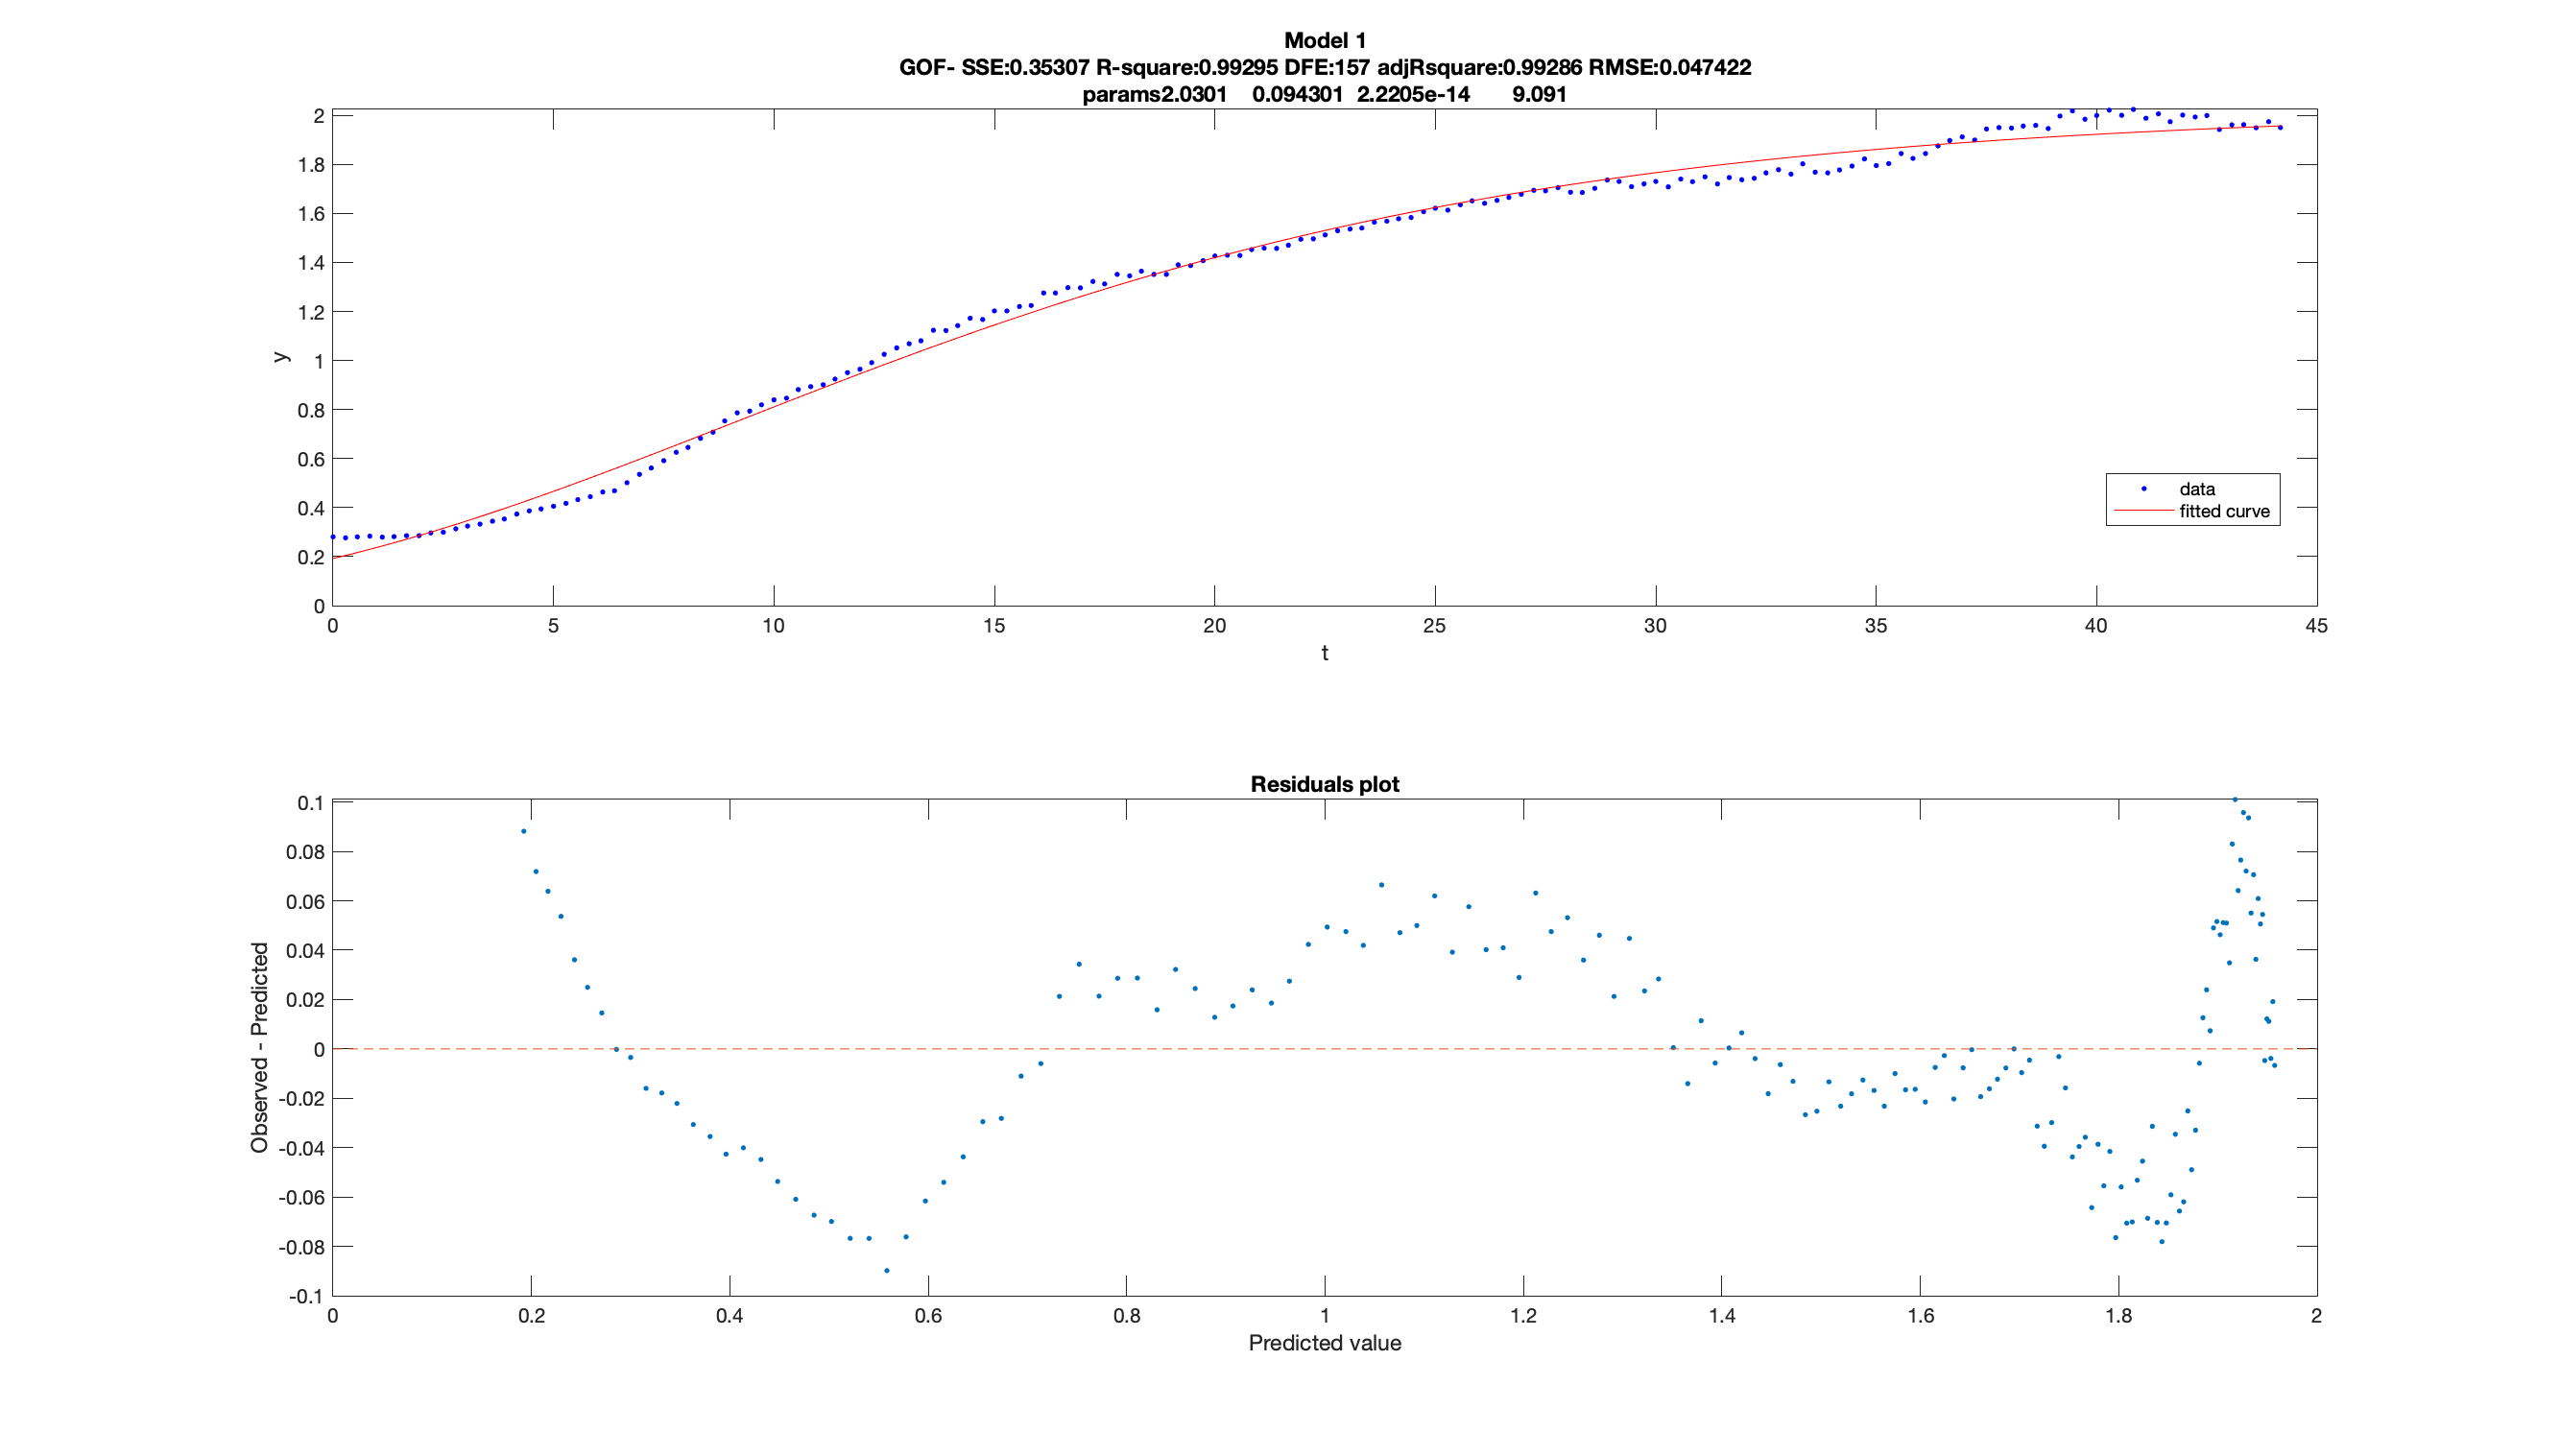 Model 1
GOF- SSE:0.35307 R-square:0.99295 DFE:157 adjRsquare:0.99286 RMSE:0.047422
params2.0301 0.094301 2.2205e-14 9.091
2
1.8
1.6
1.4
1.2
1
0.8
0.6
0.4
0.2
0
y
data
fitted curve
0 5 10 15 20 25 30 35 40 45
t
Residuals plot
0.1
0.08
0.06
0.04
0.02
0
-0.02
-0.04
-0.06
-0.08
-0.1
Observed - Predicted
0 0.2 0.4 0.6 0.8 1 1.2 1.4 1.6 1.8 2
Predicted value